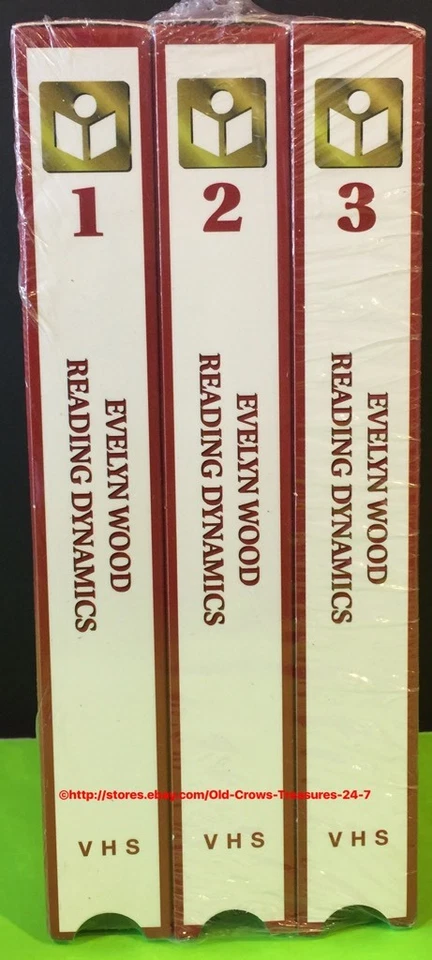 1
EVELYN WOOD
READING DYNAMICS
VHS
2
EVELYN WOOD
READING DYNAMICS
VHS
3
EVELYN WOOD
READING DYNAMICS
VHS
©http://stores.ebay.com/Old-Crows-Treasures-24-7